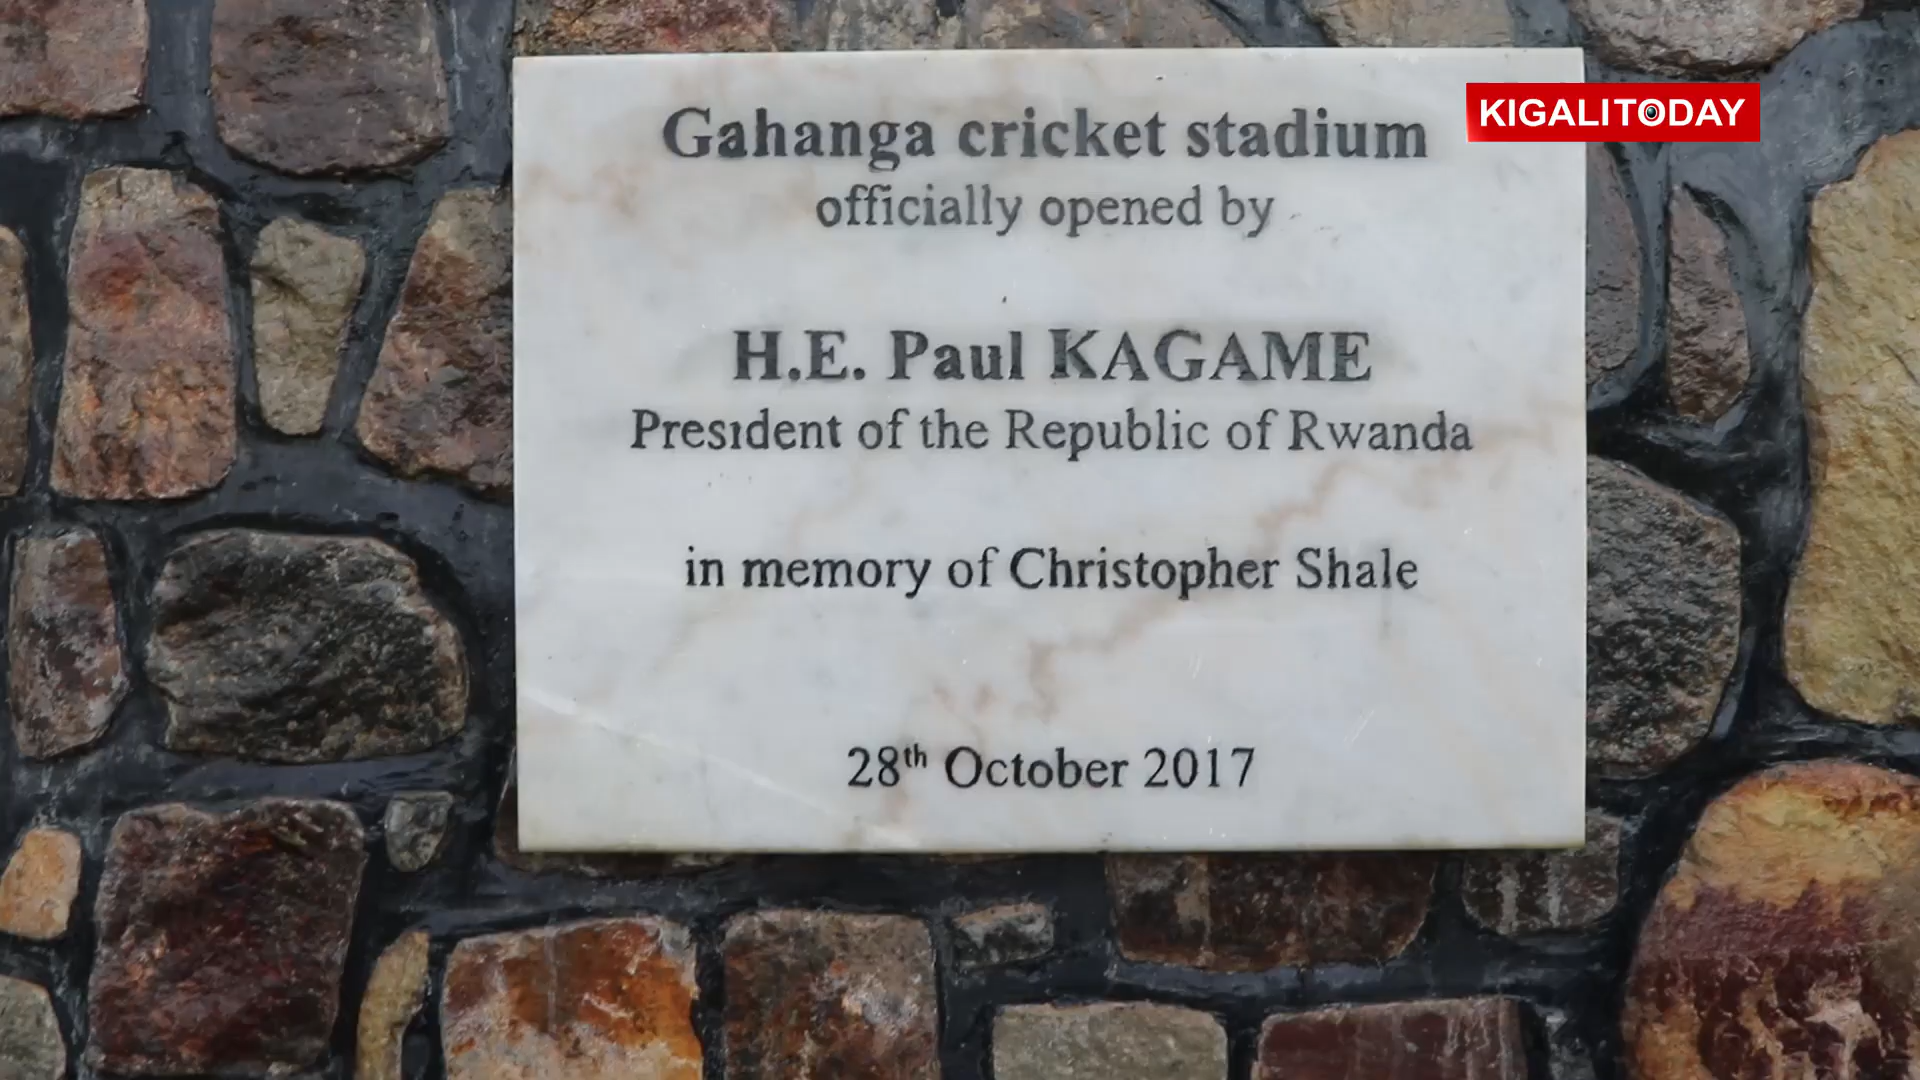 Gahanga cricket stadium
KIGALITODAY
officially opened by
H.E. Paul KAGAME
President of the Republic of Rwanda
in memory of Christopher Shale
28th October 2017